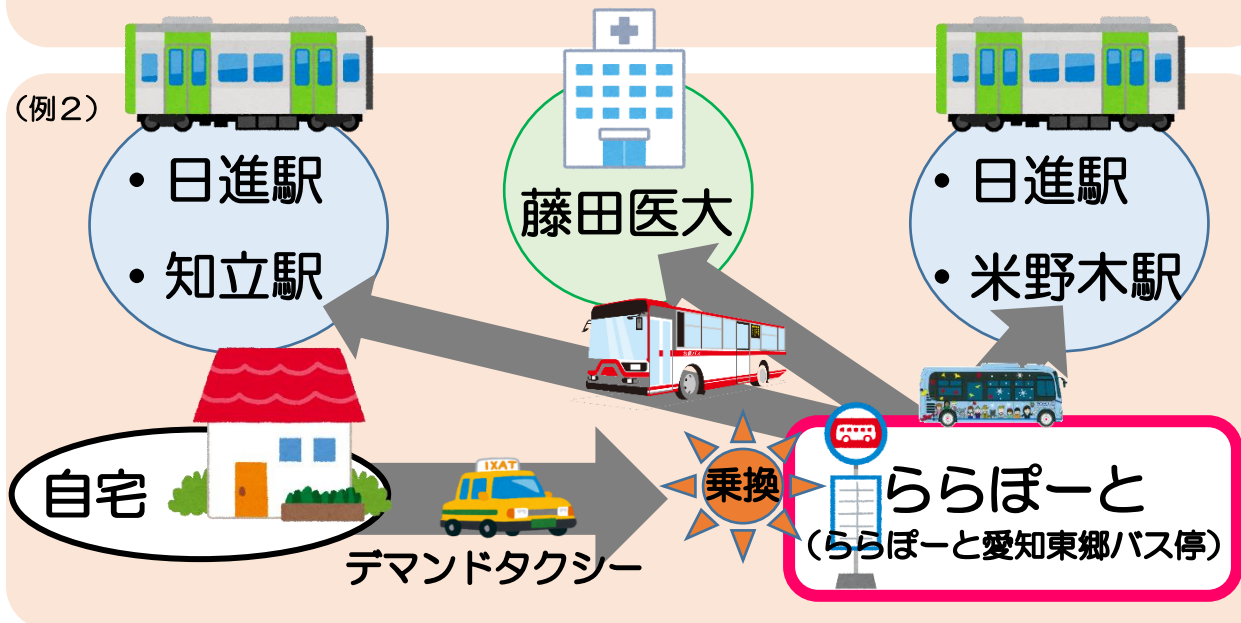 （例２）
・日進駅
・知立駅
藤田医大
・日進駅
・米野木駅
自宅
IXAT
デマンドタクシー
乗換
ららぽーと
（ららぽーと愛知東郷バス停）